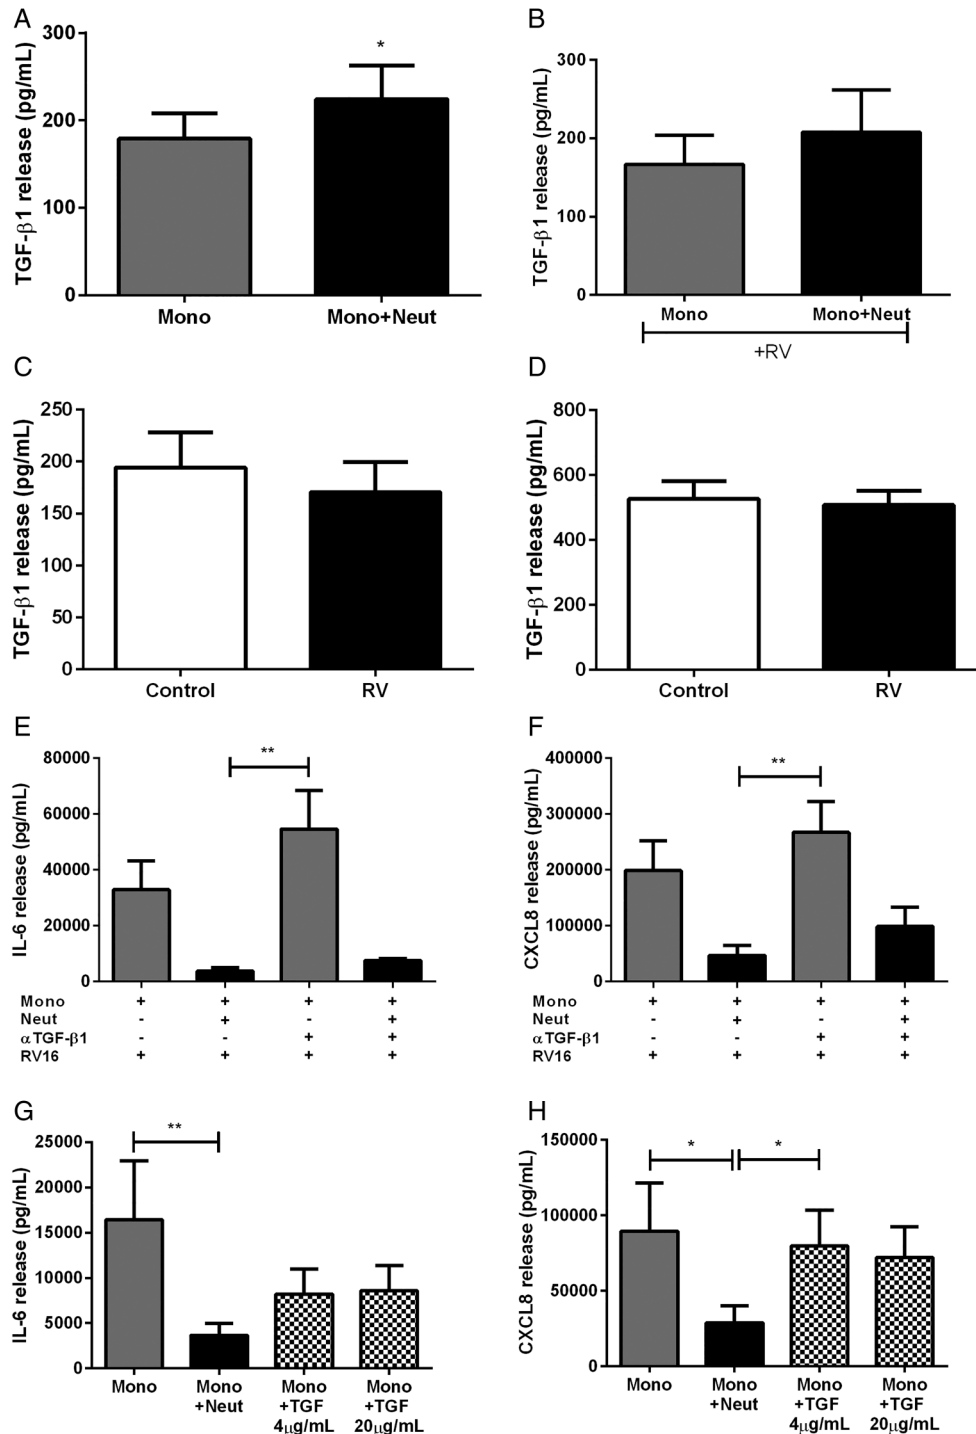 A
TGF-β1 release (pg/mL)
300
200
100
0
*
Mono
Mono+Neut
B
TGF-β1 release (pg/mL)
300
200
100
0
Mono
Mono+Neut
+RV
C
TGF-β1 release (pg/mL)
250
200
150
100
50
0
Control
RV
D
TGF-β1 release (pg/mL)
800
600
400
200
0
Control
RV
E
IL-6 release (pg/mL)
80000
60000
40000
20000
0
**
Mono + + + +
Neut - + - +
αTGF-β1 - - + +
RV16 + + + +
F
CXCL8 release (pg/mL)
400000
300000
200000
100000
0
**
Mono + + + +
Neut - + - +
αTGF-β1 - - + +
RV16 + + + +
G
IL-6 release (pg/mL)
25000
20000
15000
10000
5000
0
**
Mono Mono Mono Mono
+Neut +TGF +TGF
4µg/mL 20µg/mL
H
CXCL8 release (pg/mL)
150000
100000
50000
0
* *
Mono Mono Mono Mono
+Neut +TGF +TGF
4µg/mL 20µg/mL